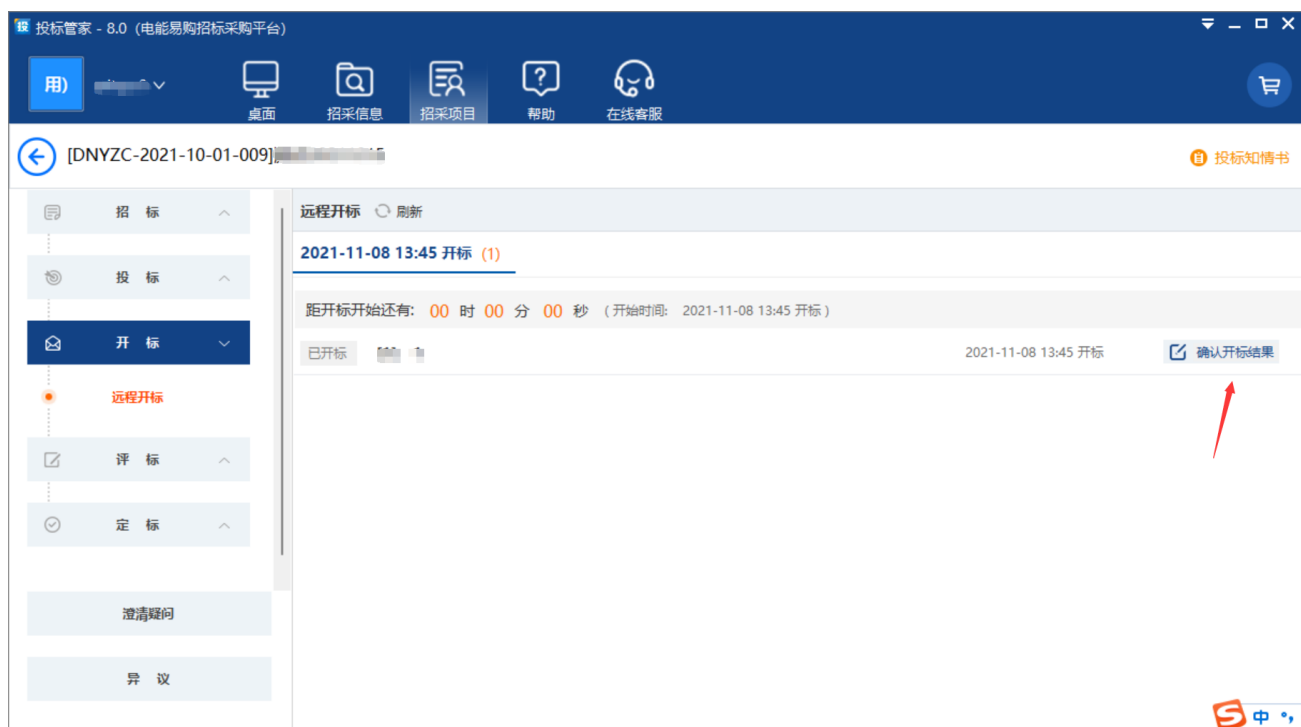 投 投标管家 - 8.0（电能易购招标采购平台）
用）
桌面 招采信息 招采项目 帮助 在线客服
[DNYZC-2021-10-01-009]
投标知情书
招 标
投 标
开 标
远程开标
评 标
定 标
澄清疑问
异 议
远程开标 刷新
2021-11-08 13:45 开标 (1)
距开标开始还有: 00 时 00 分 00 秒 （开始时间: 2021-11-08 13:45 开标）
已开标 2021-11-08 13:45 开标 确认开标结果
S 中